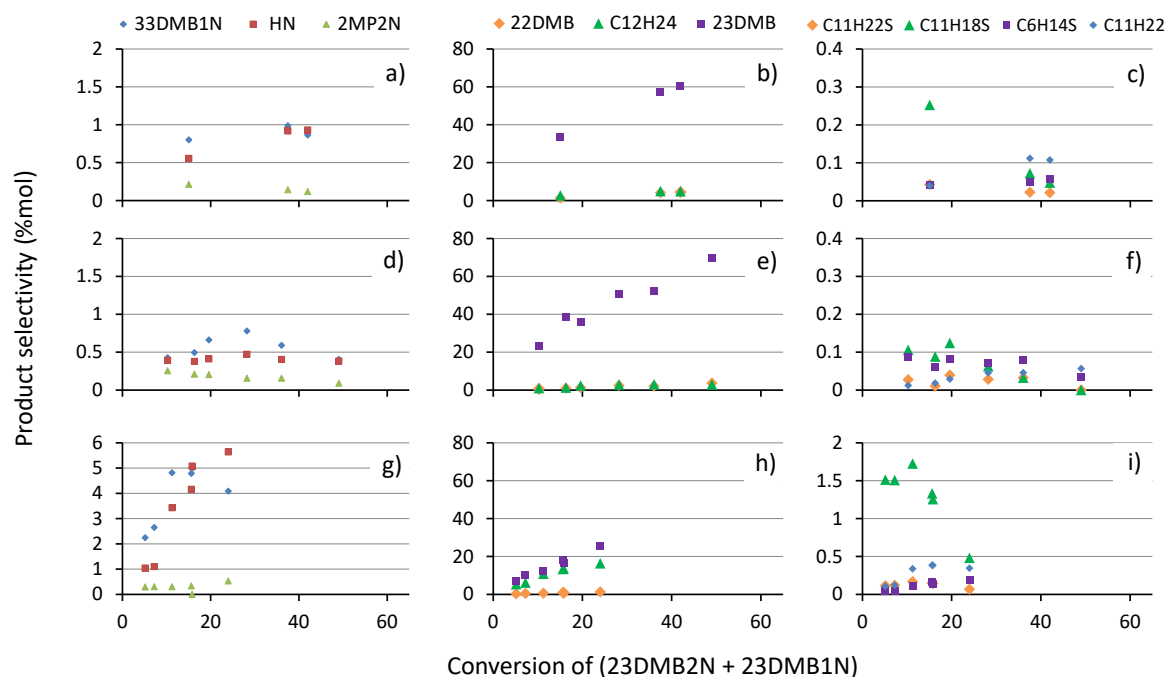 33DMB1N HN 2MP2N
22DMB C12H24 23DMB
C11H22S C11H18S C6H14S C11H22
2
1.5
1
0.5
0
a)
80
60
40
20
0
b)
0.4
0.3
0.2
0.1
0
c)
Product selectivity (%mol)
2
1.5
1
0.5
0
d)
80
60
40
20
0
e)
0.4
0.3
0.2
0.1
0
f)
6
5
4
3
2
1
0
g)
0 20 40 60
80
60
40
20
0
h)
0 20 40 60
2
1.5
1
0.5
0
i)
0 20 40 60
Conversion of (23DMB2N + 23DMB1N)